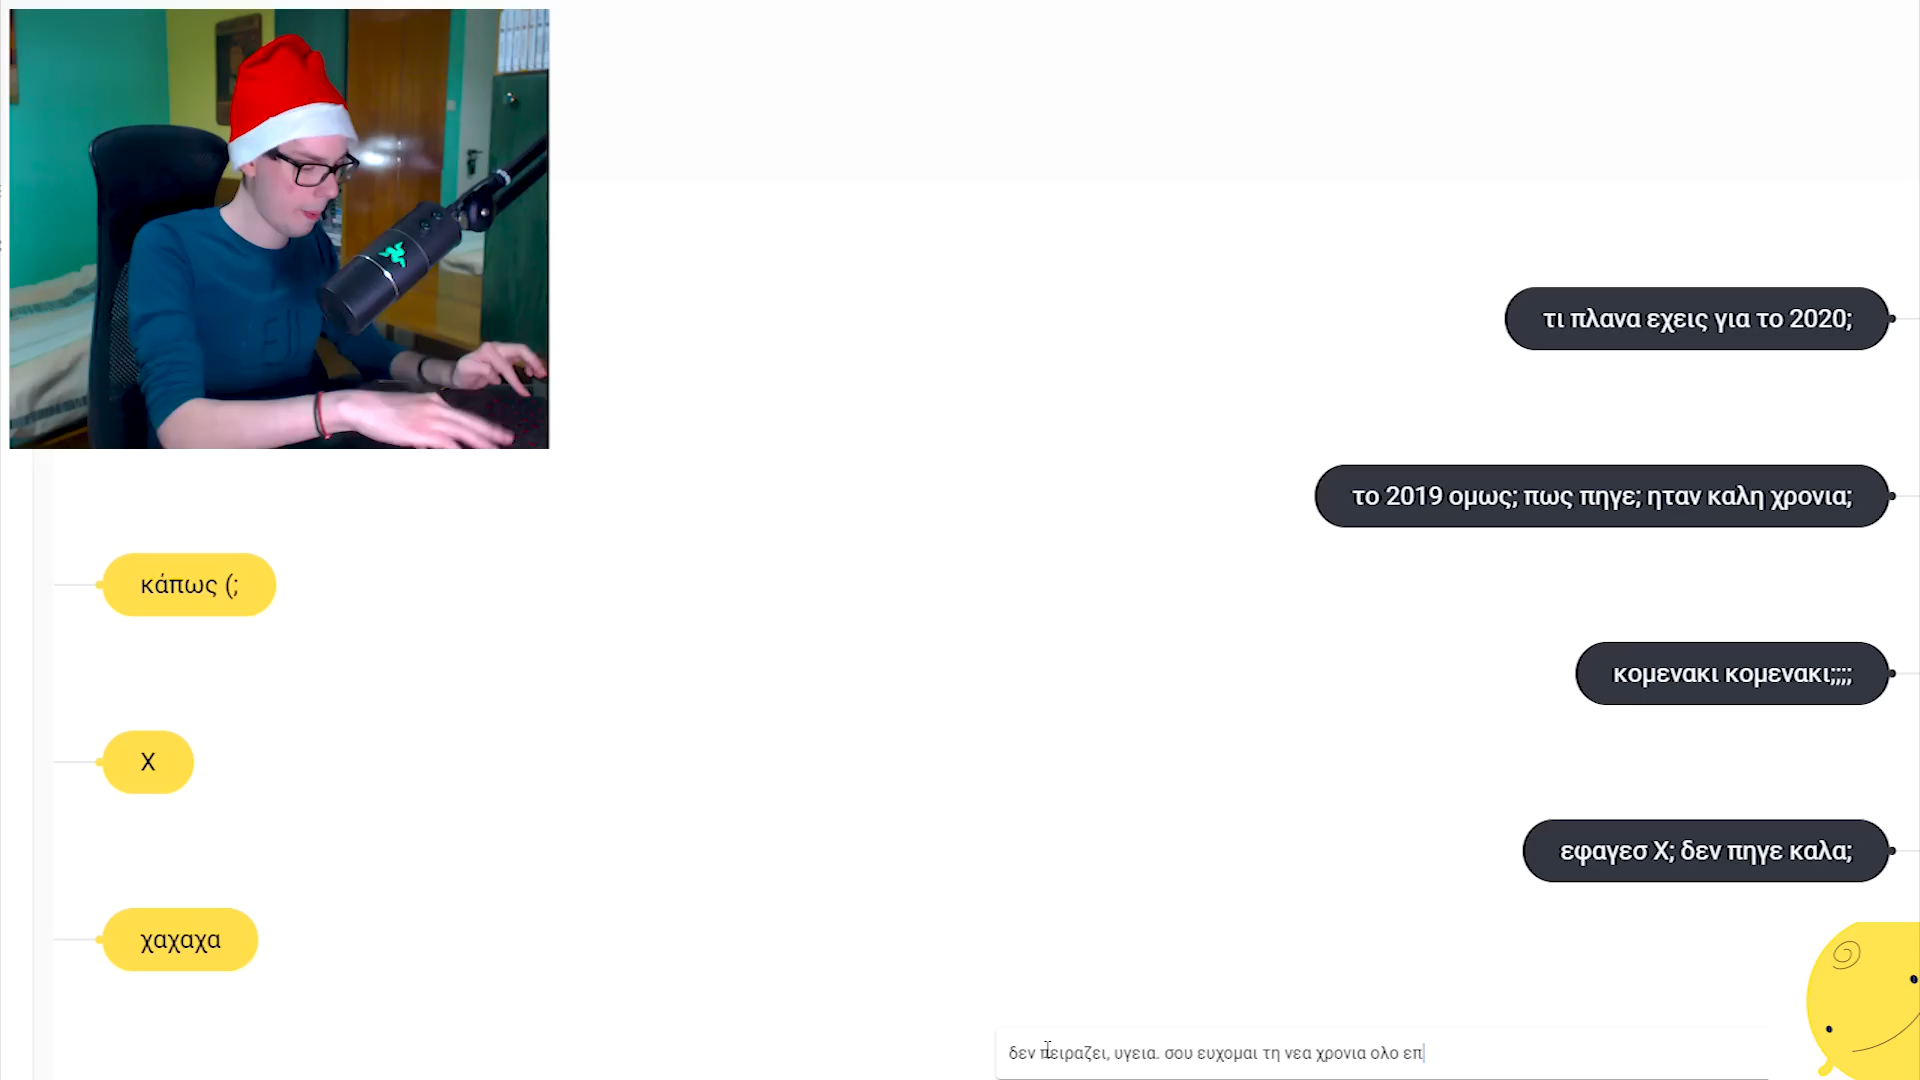 τι πλανα εχεις για το 2020;
το 2019 ομως; πως πηγε; ηταν καλη χρονια;
κάπως (;
κομενακι κομενακι;;;;
Χ
εφαγεσ Χ; δεν πηγε καλα;
χαχαχα
δεν πειραζει, υγεια. σου ευχομαι τη νεα χρονια ολο επ